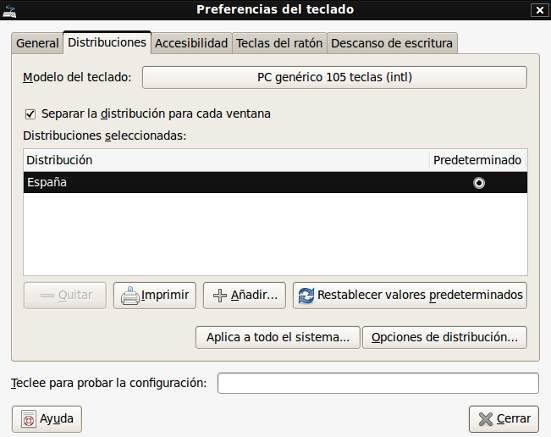 Preferencias del teclado
General Distribuciones Accesibilidad Teclas del ratón Descanso de escritura
Modelo del teclado: PC genérico 105 teclas (intl)
Separar la distribución para cada ventana
Distribuciones seleccionadas:
Distribución Predeterminado
España
Quitar Imprimir Añadir... Restablecer valores predeterminados
Aplica a todo el sistema... Opciones de distribución...
Teclee para probar la configuración:
Ayuda Cerrar